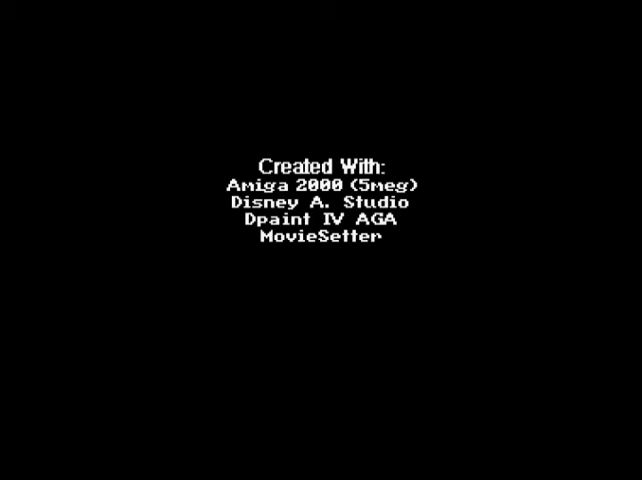 Created With:
Amiga 2000 (5meg)
Disney A. Studio
Dpaint IV AGA
MovieSetter